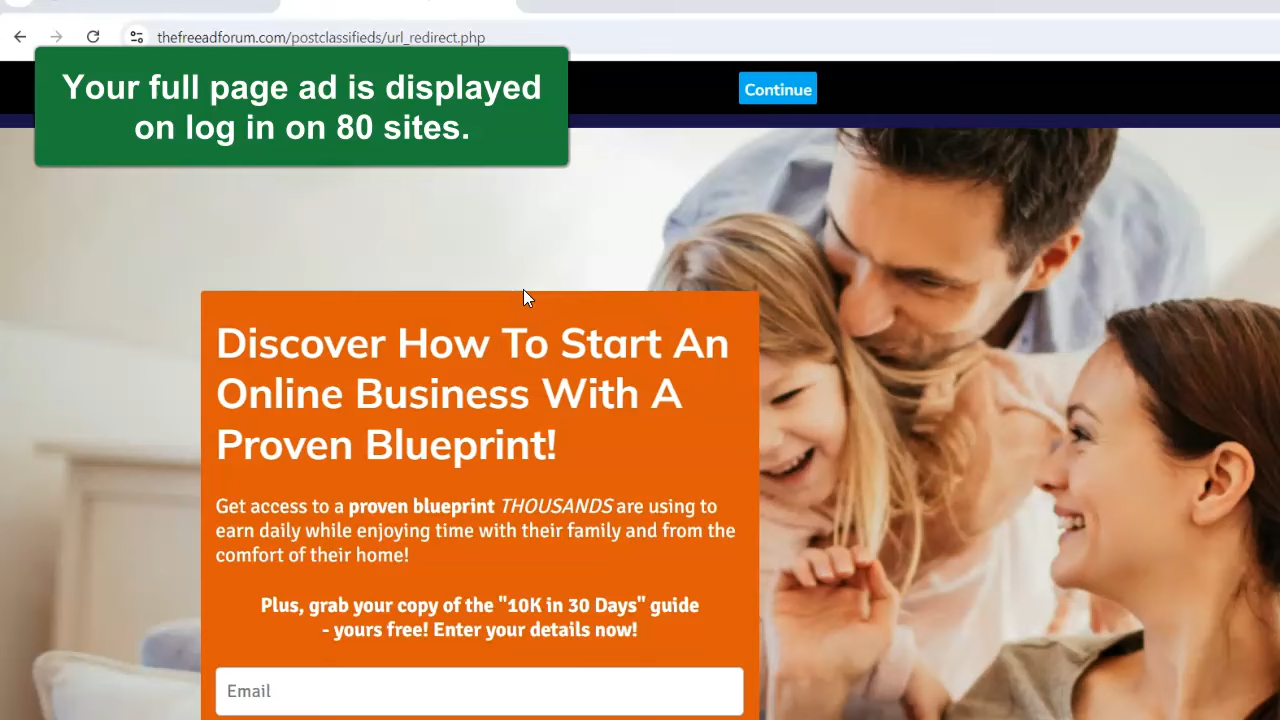 thefreeadforum.com/postclassifieds/url_redirect.php
Your full page ad is displayed
on log in on 80 sites.
Continue
Discover How To Start An
Online Business With A
Proven Blueprint!
Get access to a proven blueprint THOUSANDS are using to
earn daily while enjoying time with their family and from the
comfort of their home!
Plus, grab your copy of the "10K in 30 Days" guide
- yours free! Enter your details now!
Email